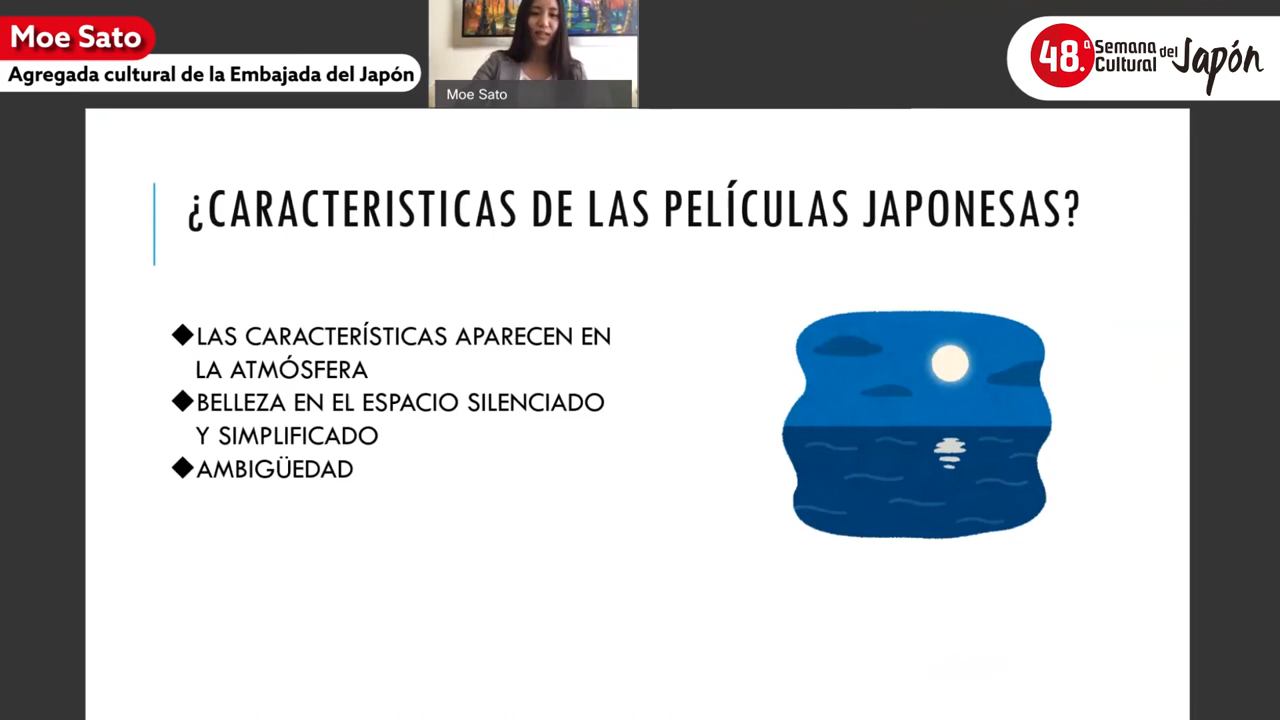 Moe Sato
Agregada cultural de la Embajada del Japón
Moe Sato
48.ª Semana Cultural del Japón
¿CARACTERISTICAS DE LAS PELÍCULAS JAPONESAS?
◆LAS CARACTERÍSTICAS APARECEN EN
LA ATMÓSFERA
◆BELLEZA EN EL ESPACIO SILENCIADO
Y SIMPLIFICADO
◆AMBIGÜEDAD